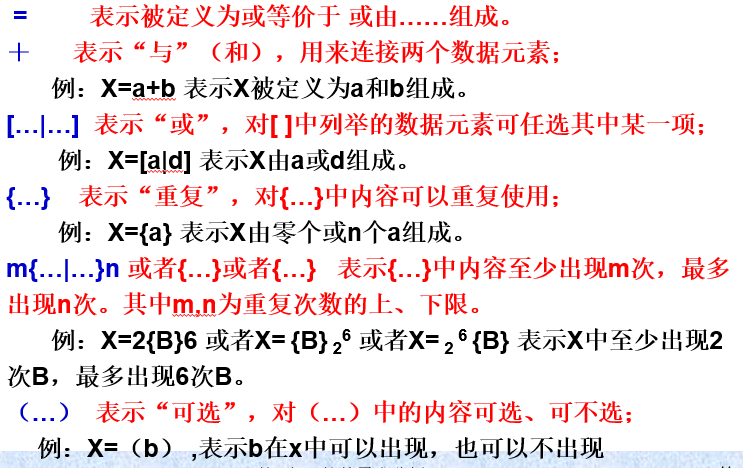 = 表示被定义为或等价于 或由……组成。
＋ 表示“与”（和），用来连接两个数据元素；
例：X=a+b 表示X被定义为a和b组成。
[…|…] 表示“或”，对[ ]中列举的数据元素可任选其中某一项；
例：X=[a|d] 表示X由a或d组成。
{…} 表示“重复”，对{…}中内容可以重复使用；
例：X={a} 表示X由零个或n个a组成。
m{…|…}n 或者{…}或者{…} 表示{…}中内容至少出现m次，最多
出现n次。其中m,n为重复次数的上、下限。
例：X=2{B}6 或者X= {B} ₂⁶ 或者X= ₂ ⁶ {B} 表示X中至少出现2
次B，最多出现6次B。
（…） 表示“可选”，对（…）中的内容可选、可不选；
例：X=（b） ,表示b在x中可以出现，也可以不出现